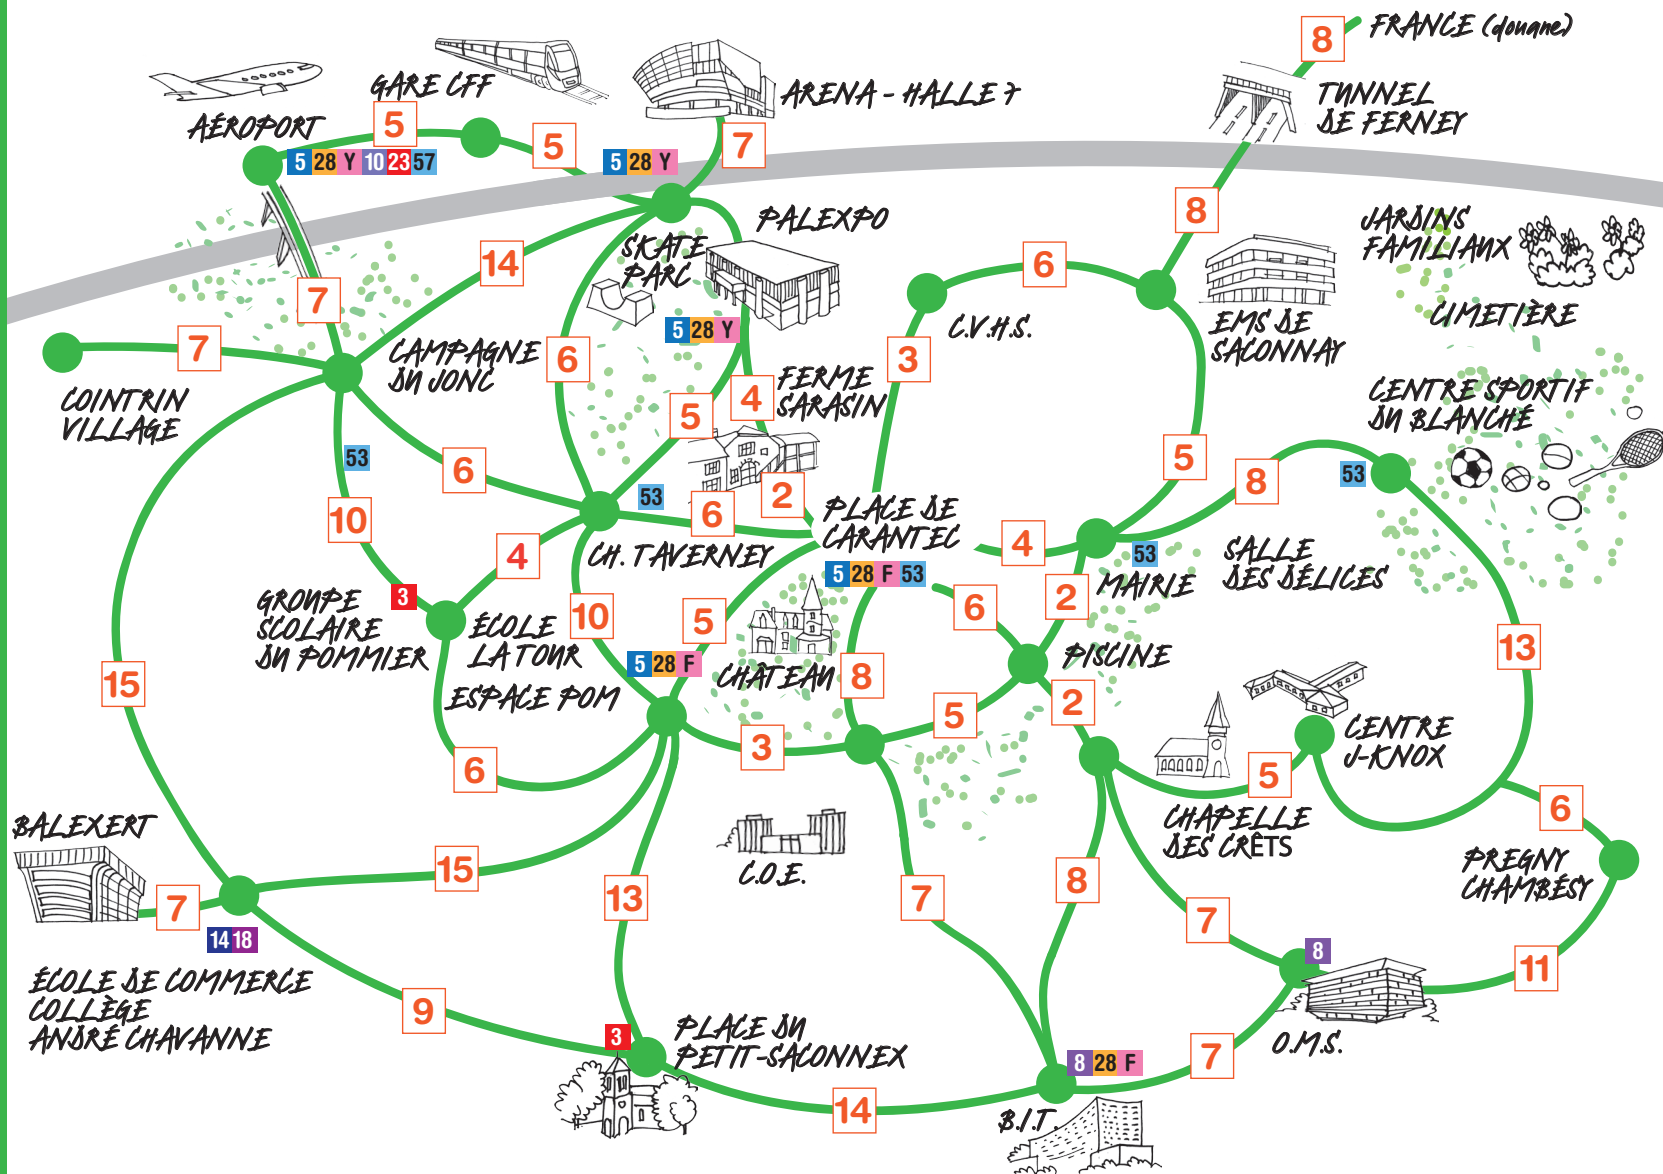 8
FRANCE (douane)
GARE CFF
ARENA - HALLE 7
TUNNEL
DE FERNEY
AÉROPORT
5
5
7
5 28 Y 10 23 57
5 28 Y
8
PALEXPO
JARDINS
FAMILIAUX
SKATE
PARC
14
6
7
CIMETIÈRE
C.V.H.S.
EMS DE
SACONNAY
5 28 Y
7
CAMPAGNE
DU JONC
6
3
FERME
SARASIN
4
CENTRE SPORTIF
DU BLANCHÉ
COINTRIN
VILLAGE
5
53
6
5
8
53
53
2
6
10
PLACE DE
CARANTEC
4
CH. TAVERNEY
4
53
SALLE
DES DÉLICES
5 28 F 53
MAIRIE
3
GROUPE
SCOLAIRE
DU POMMIER
ÉCOLE
LA TOUR
10
5
6
2
13
5 28 F
PISCINE
CHÂTEAU
8
15
ESPACE POM
2
5
CENTRE
J-KNOX
3
6
5
BALEXERT
CHAPELLE
DES CRÊTS
6
15
C.O.E.
PREGNY
CHAMBÉSY
7
13
7
8
7
14 18
8
11
ÉCOLE DE COMMERCE
COLLÈGE
ANDRÉ CHAVANNE
9
3
PLACE DU
PETIT-SACONNEX
O.M.S.
7
8 28 F
14
B.I.T.